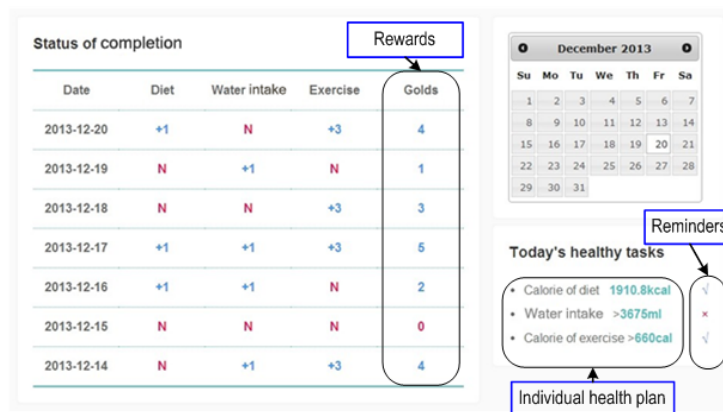 Status of completion
Rewards
Date Diet Water intake Exercise Golds
2013-12-20 +1 N +3 4
2013-12-19 N +1 N 1
2013-12-18 N N +3 3
2013-12-17 +1 +1 +3 5
2013-12-16 +1 +1 N 2
2013-12-15 N N N 0
2013-12-14 N +1 +3 4
December 2013
Su Mo Tu We Th Fr Sa
1 2 3 4 5 6 7
8 9 10 11 12 13 14
15 16 17 18 19 20 21
22 23 24 25 26 27 28
29 30 31
Reminders
Today's healthy tasks
• Calorie of diet 1910.8kcal √
• Water intake >3675ml ×
• Calorie of exercise >660cal √
Individual health plan